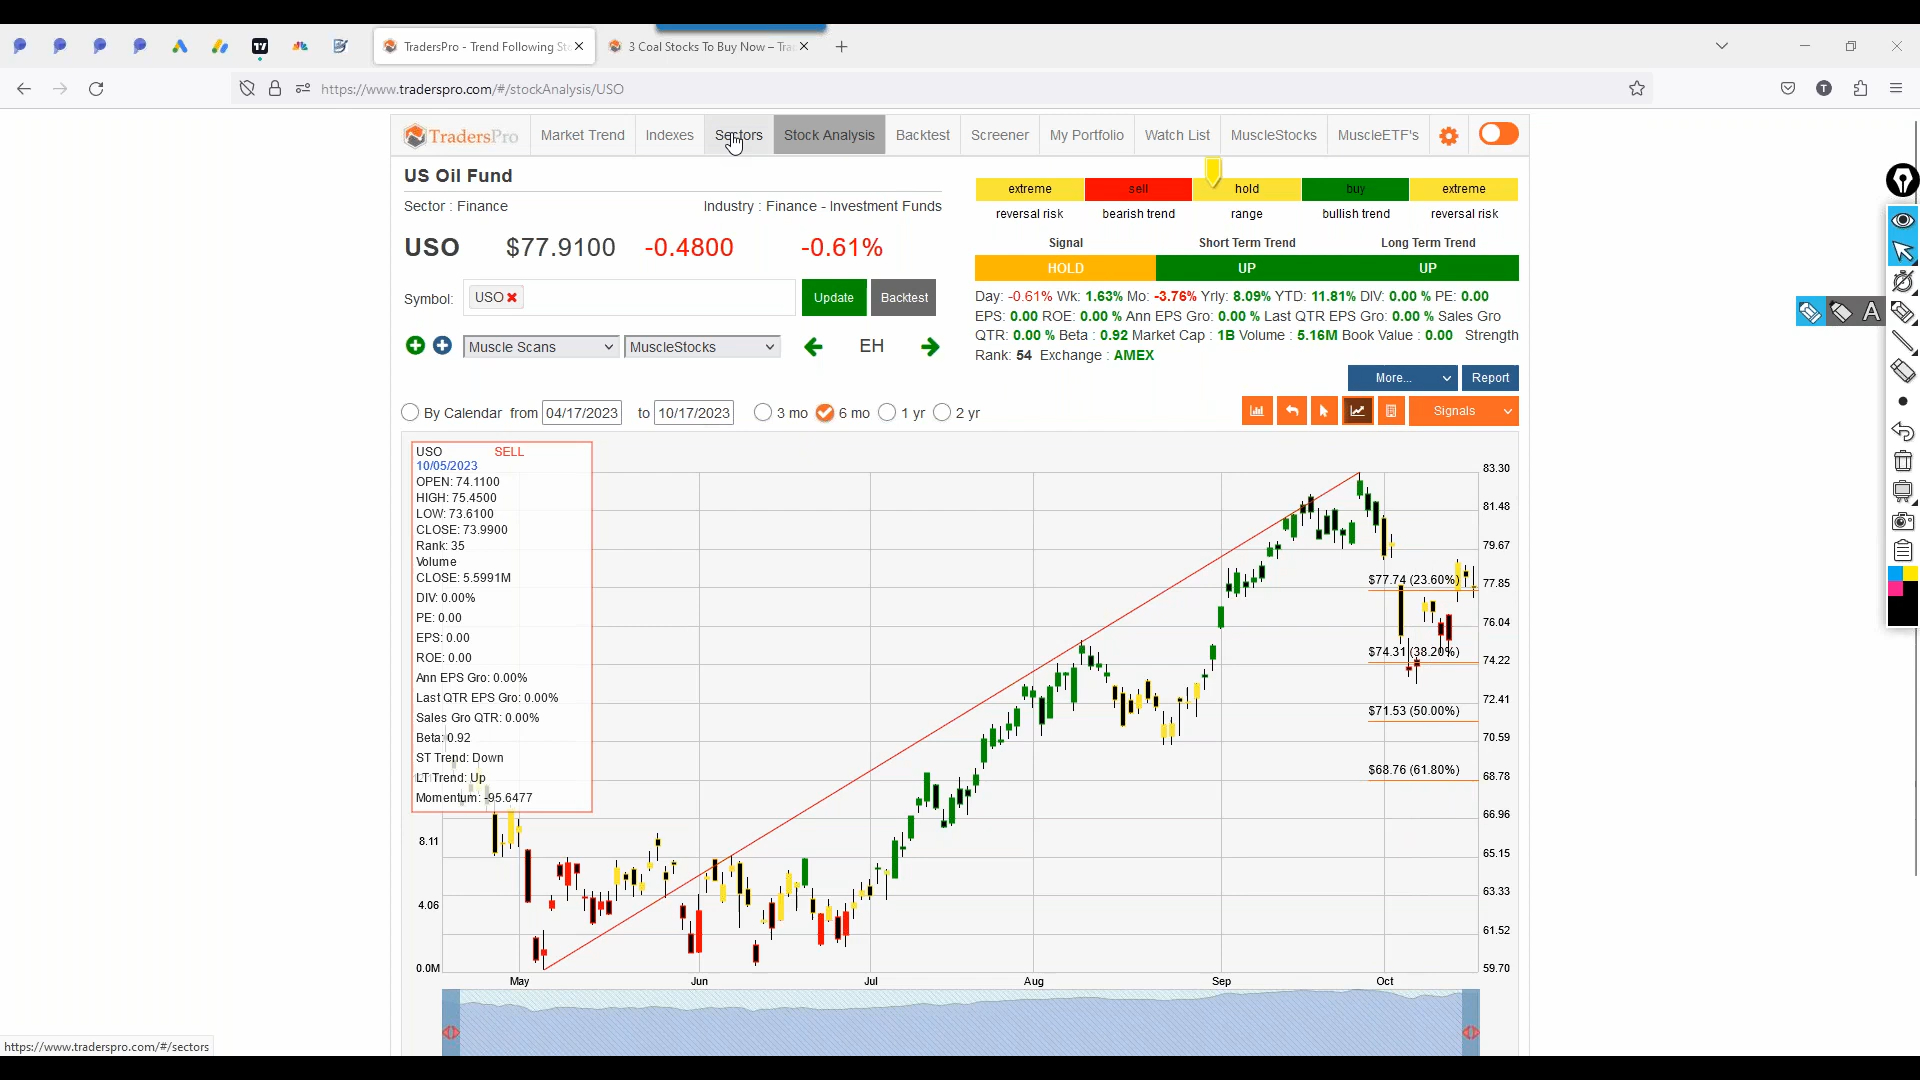 TradersPro - Trend Following St
3 Coal Stocks To Buy Now – Tra
https://www.traderspro.com/#/stockAnalysis/USO
T
TradersPro
Market Trend
Indexes
Sectors
Stock Analysis
Backtest
Screener
My Portfolio
Watch List
MuscleStocks
MuscleETF's
US Oil Fund
Sector : Finance
Industry : Finance - Investment Funds
USO $77.9100 -0.4800 -0.61%
Symbol: USO
Update
Backtest
Muscle Scans
MuscleStocks
EH
extreme sell hold buy extreme
reversal risk bearish trend range bullish trend reversal risk
Signal Short Term Trend Long Term Trend
HOLD UP UP
Day: -0.61% Wk: 1.63% Mo: -3.76% Yrly: 8.09% YTD: 11.81% DIV: 0.00 % PE: 0.00
EPS: 0.00 ROE: 0.00 % Ann EPS Gro: 0.00 % Last QTR EPS Gro: 0.00 % Sales Gro
QTR: 0.00 % Beta : 0.92 Market Cap : 1B Volume : 5.16M Book Value : 0.00 Strength
Rank: 54 Exchange : AMEX
More...
Report
By Calendar from 04/17/2023 to 10/17/2023 3 mo 6 mo 1 yr 2 yr
Signals
A
USO SELL
10/05/2023
OPEN: 74.1100
HIGH: 75.4500
LOW: 73.6100
CLOSE: 73.9900
Rank: 35
Volume
CLOSE: 5.5991M
DIV: 0.00%
PE: 0.00
EPS: 0.00
ROE: 0.00
Ann EPS Gro: 0.00%
Last QTR EPS Gro: 0.00%
Sales Gro QTR: 0.00%
Beta: 0.92
ST Trend: Down
LT Trend: Up
Momentum: -95.6477
8.11
4.06
0.0M
$77.74 (23.60%)
$74.31 (38.20%)
$71.53 (50.00%)
$68.76 (61.80%)
83.30
81.48
79.67
77.85
76.04
74.22
72.41
70.59
68.78
66.96
65.15
63.33
61.52
59.70
May Jun Jul Aug Sep Oct
https://www.traderspro.com/#/sectors